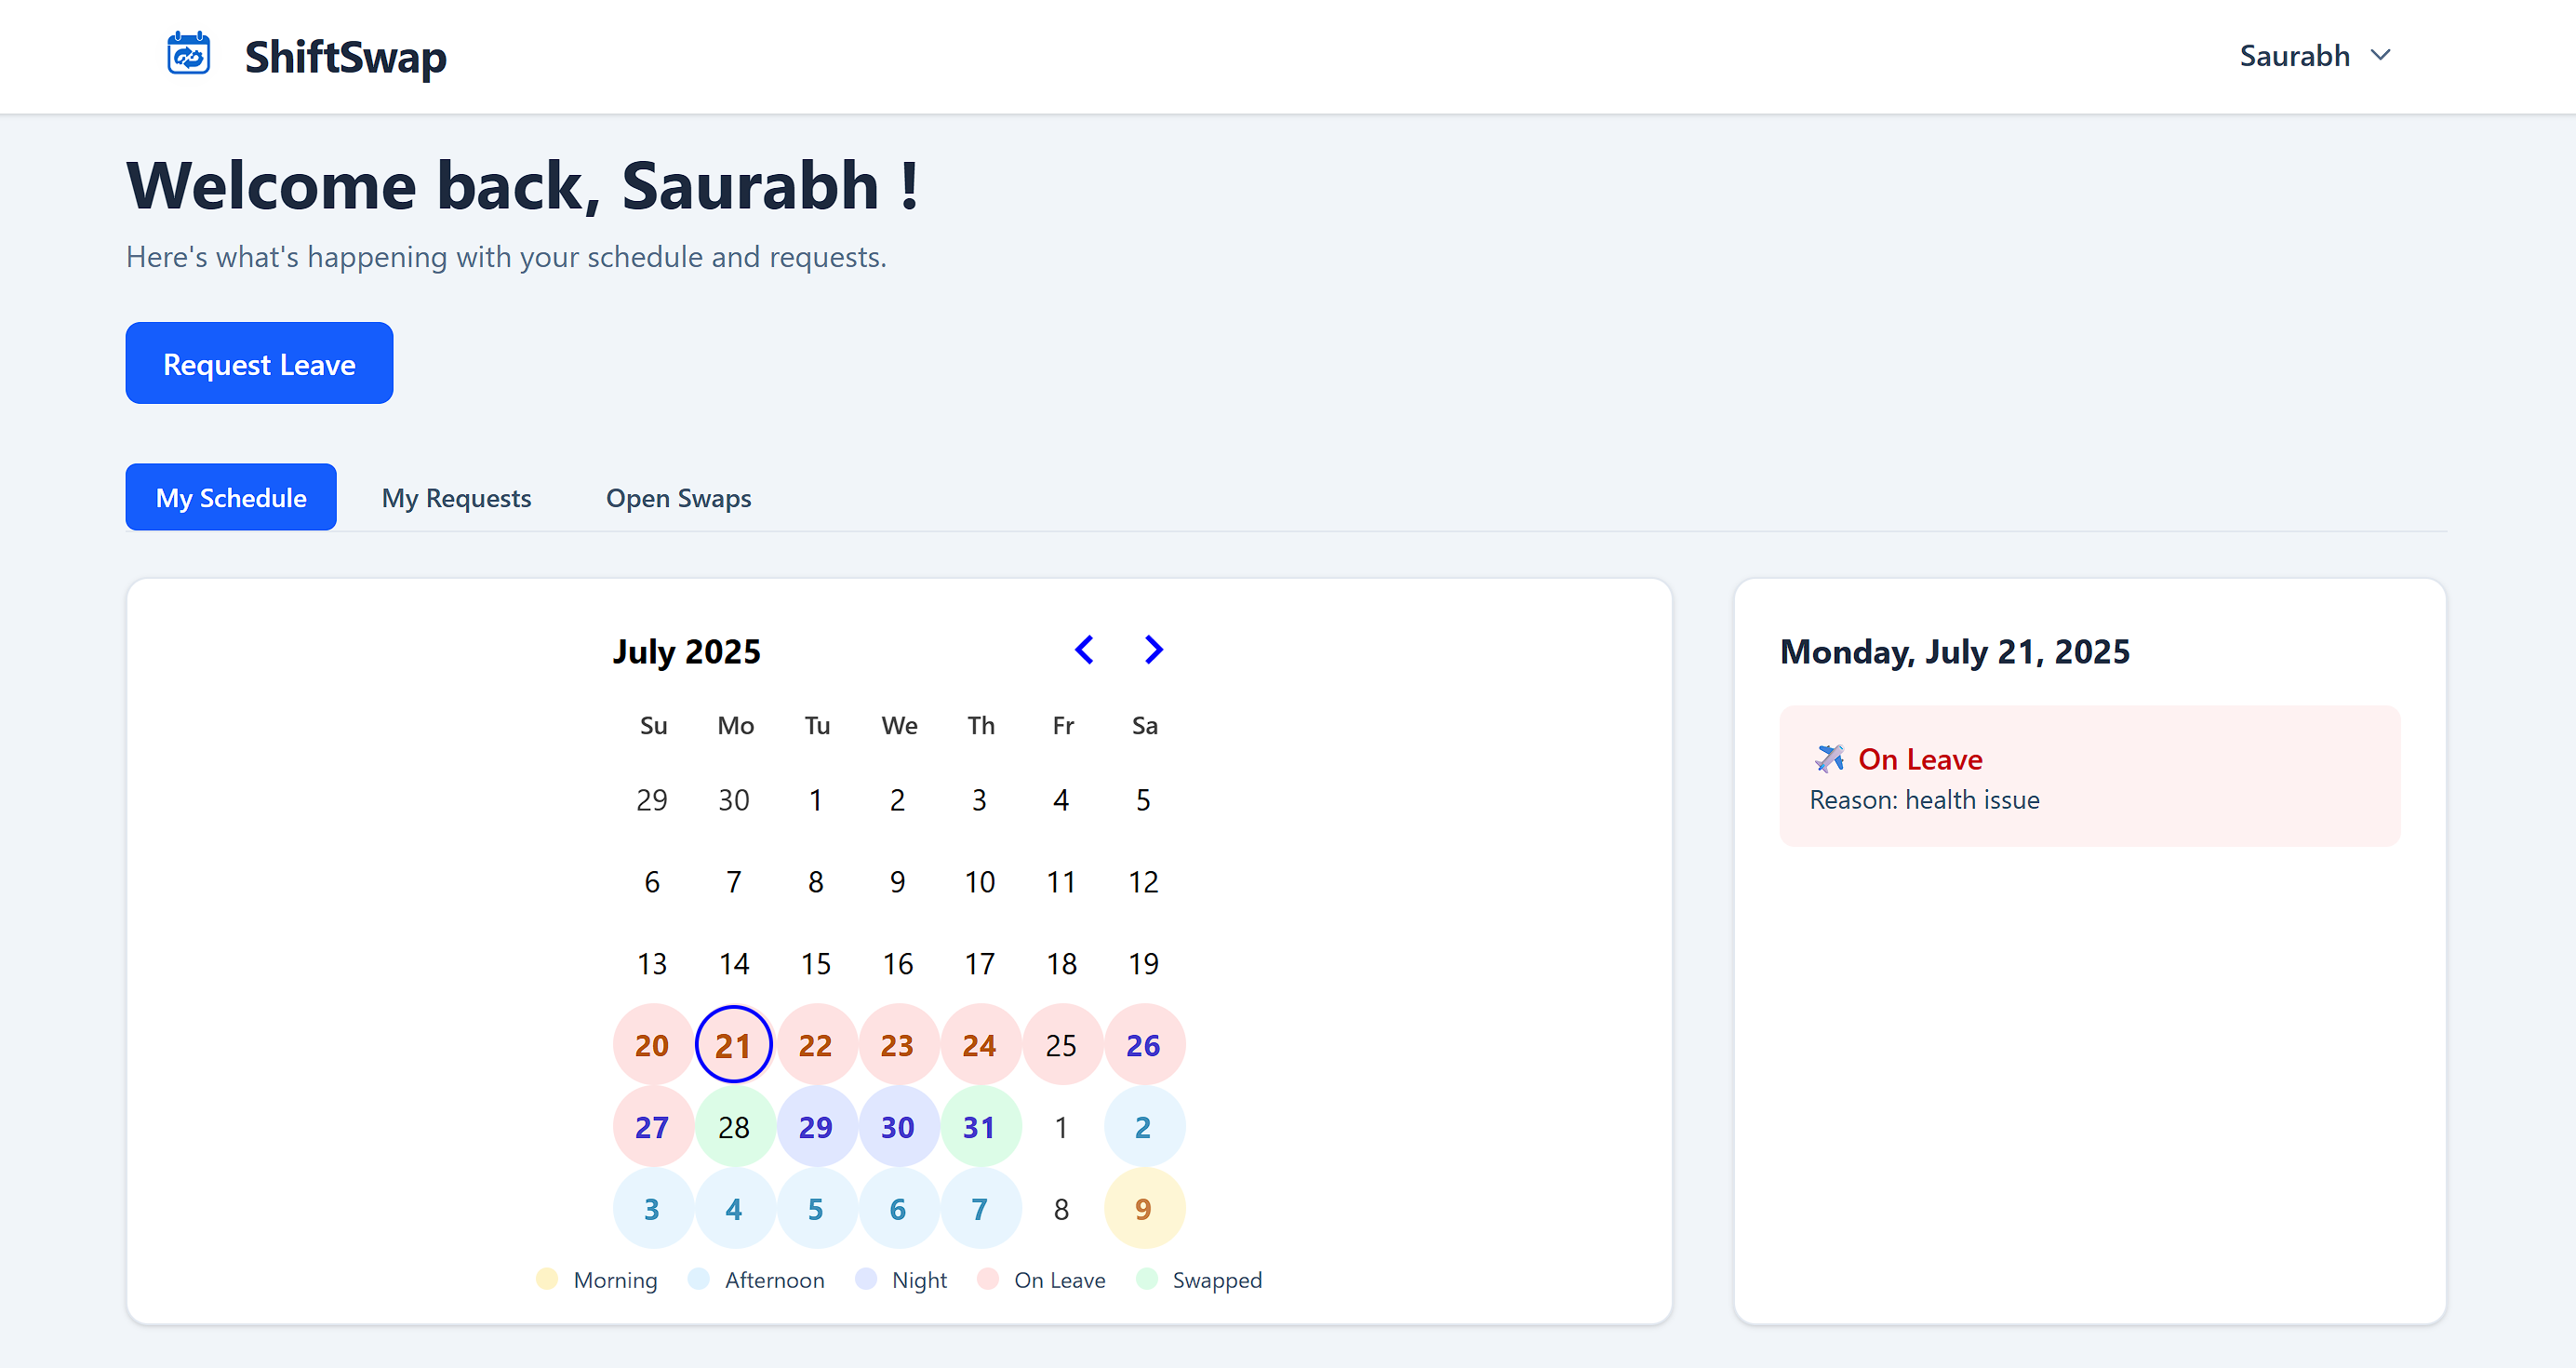 ShiftSwap
Saurabh
Welcome back, Saurabh !
Here's what's happening with your schedule and requests.
Request Leave
My Schedule My Requests Open Swaps
July 2025
Su Mo Tu We Th Fr Sa
29 30 1 2 3 4 5
6 7 8 9 10 11 12
13 14 15 16 17 18 19
20 21 22 23 24 25 26
27 28 29 30 31 1 2
3 4 5 6 7 8 9
Morning Afternoon Night On Leave Swapped
Monday, July 21, 2025
On Leave
Reason: health issue